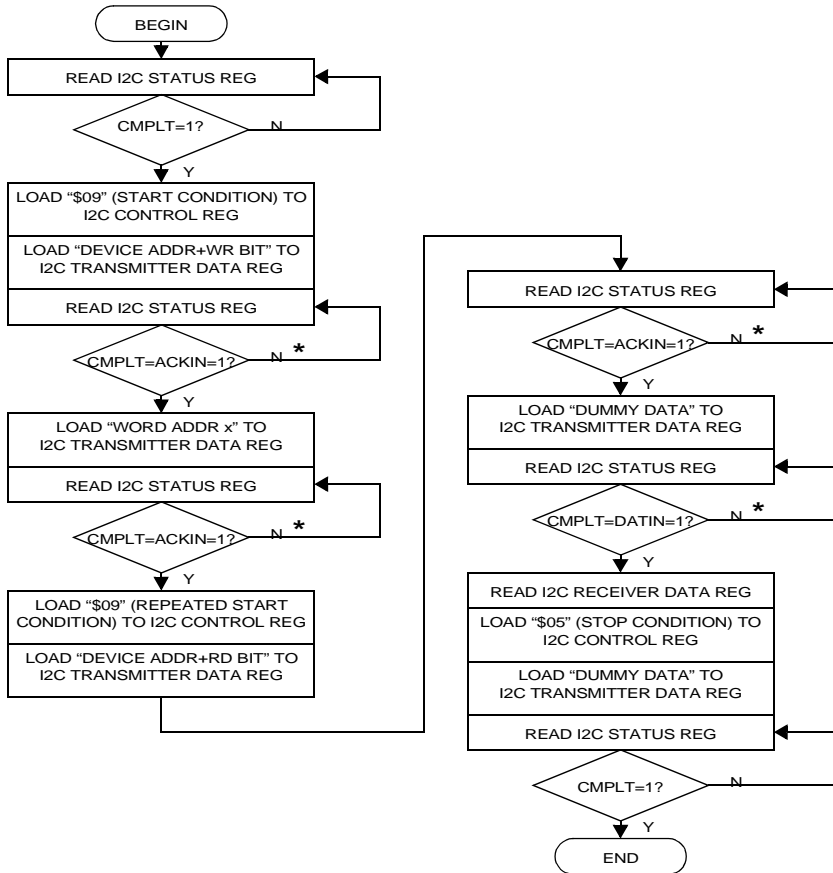 BEGIN
READ I2C STATUS REG
CMPLT=1?
N
Y
LOAD “$09” (START CONDITION) TO
I2C CONTROL REG
LOAD “DEVICE ADDR+WR BIT” TO
I2C TRANSMITTER DATA REG
READ I2C STATUS REG
CMPLT=ACKIN=1?
N *
Y
LOAD “WORD ADDR x” TO
I2C TRANSMITTER DATA REG
READ I2C STATUS REG
CMPLT=ACKIN=1?
N *
Y
LOAD “$09” (REPEATED START
CONDITION) TO I2C CONTROL REG
LOAD “DEVICE ADDR+RD BIT” TO
I2C TRANSMITTER DATA REG
READ I2C STATUS REG
CMPLT=ACKIN=1?
N *
Y
LOAD “DUMMY DATA” TO
I2C TRANSMITTER DATA REG
READ I2C STATUS REG
CMPLT=DATIN=1?
N *
Y
READ I2C RECEIVER DATA REG
LOAD “$05” (STOP CONDITION) TO
I2C CONTROL REG
LOAD “DUMMY DATA” TO
I2C TRANSMITTER DATA REG
READ I2C STATUS REG
CMPLT=1?
N
Y
END